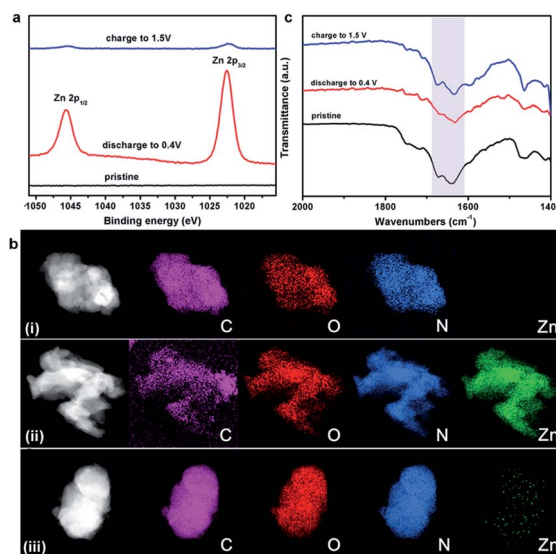 a
charge to 1.5V
Zn 2p3/2
Zn 2p1/2
discharge to 0.4V
pristine
1050 1045 1040 1035 1030 1025 1020
Binding energy (eV)
c
Transmittance (a.u.)
charge to 1.5 V
discharge to 0.4 V
pristine
2000 1800 1600 1400
Wavenumbers (cm-1)
b
(i) C O N Zn
(ii) C O N Zn
(iii) C O N Zn